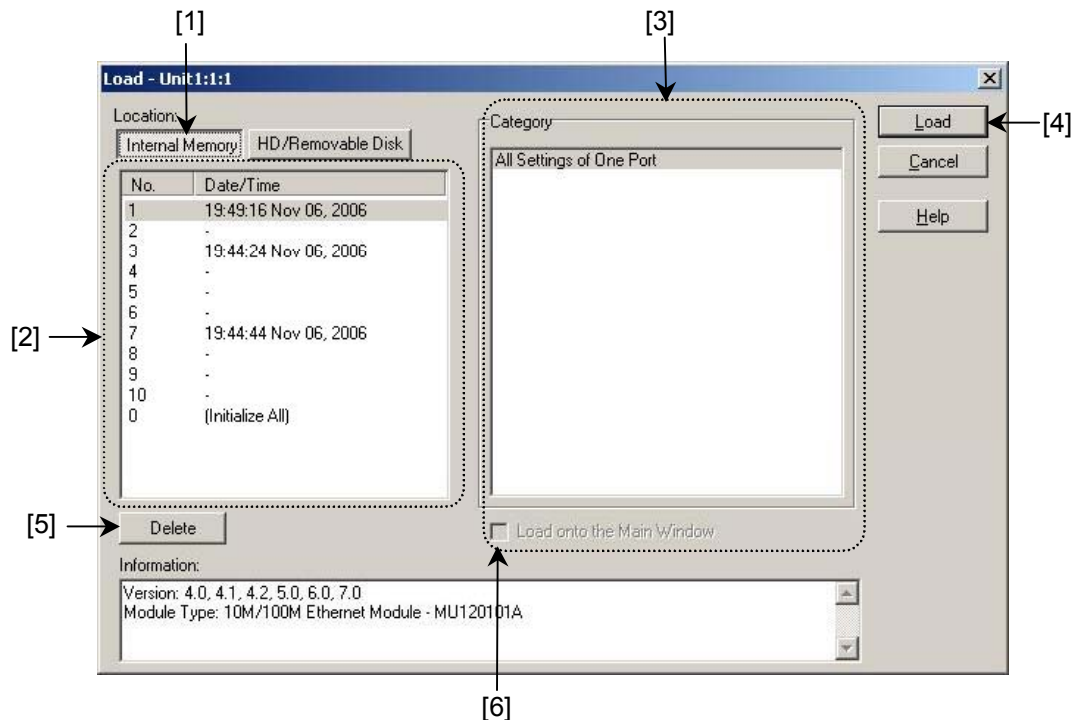 [1]
[3]
Load - Unit1:1:1
Location:
Internal Memory
HD/Removable Disk
Category
Load
[4]
All Settings of One Port
Cancel
No.
Date/Time
Help
1 19:49:16 Nov 06, 2006
2 -
3 19:44:24 Nov 06, 2006
4 -
5 -
6 -
[2]
7 19:44:44 Nov 06, 2006
8 -
9 -
10 -
0 (Initialize All)
[5]
Delete
Load onto the Main Window
Information:
Version: 4.0, 4.1, 4.2, 5.0, 6.0, 7.0
Module Type: 10M/100M Ethernet Module - MU120101A
[6]